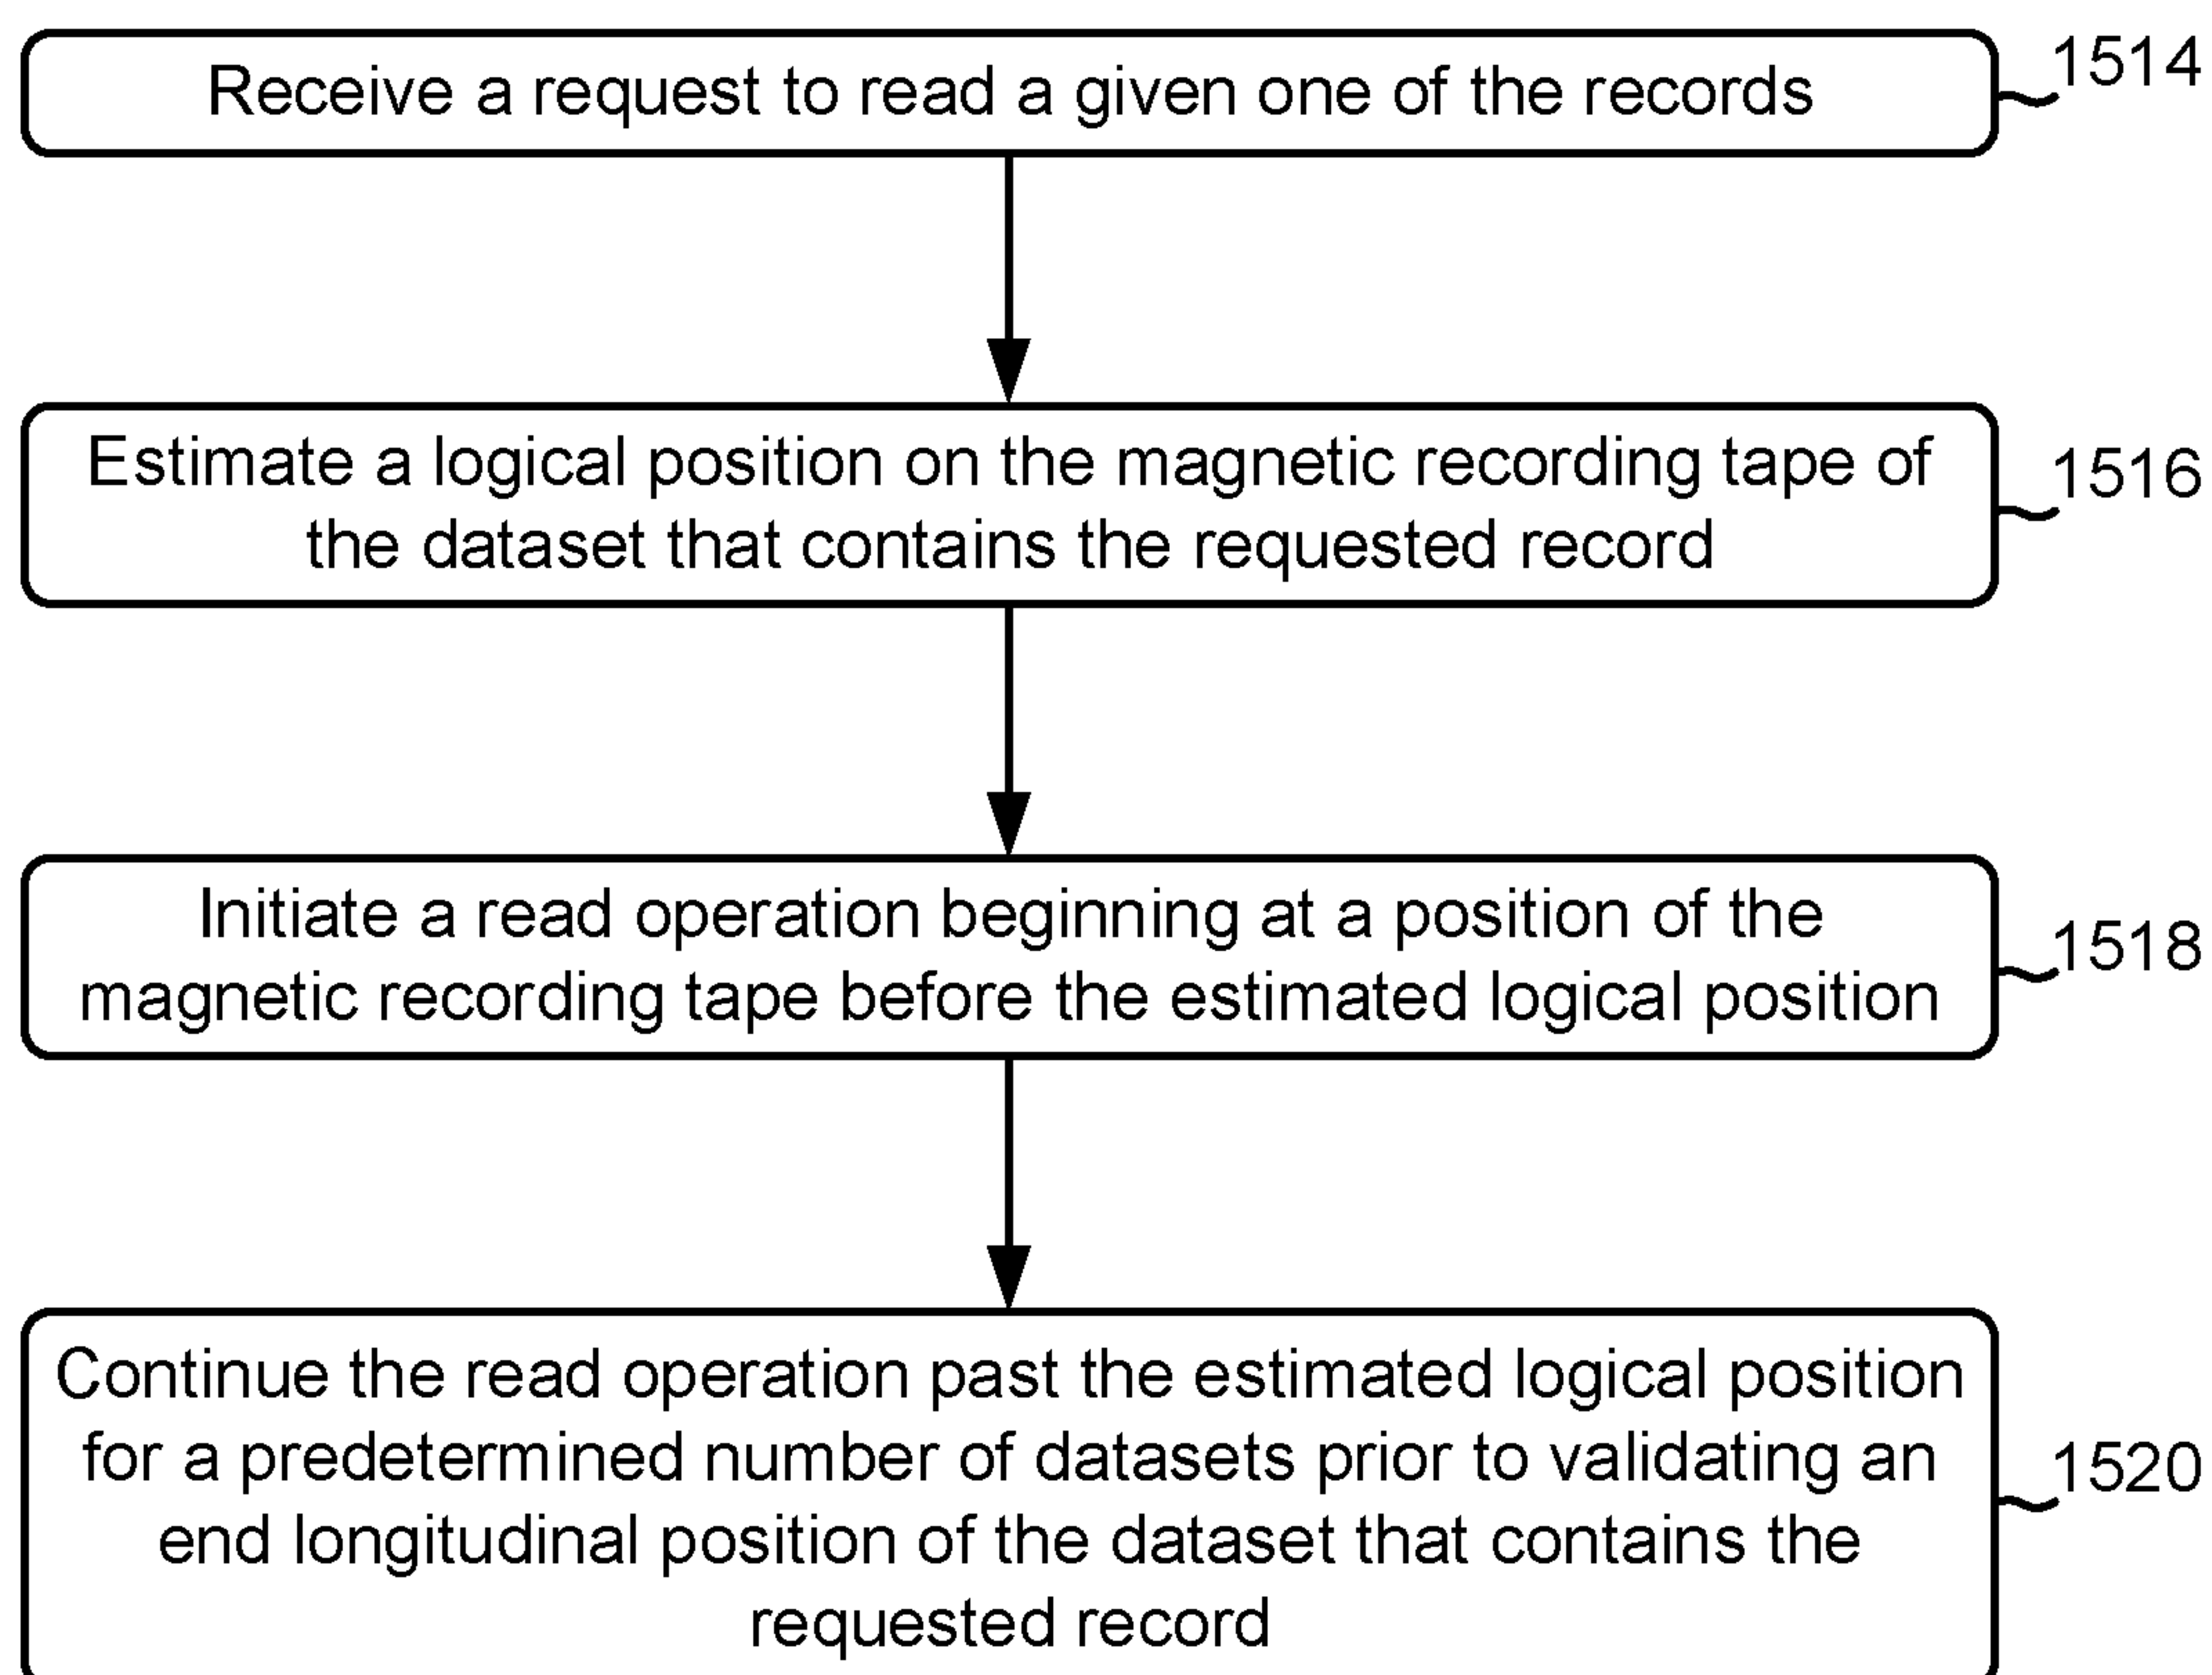 Receive a request to read a given one of the records
1514
Estimate a logical position on the magnetic recording tape of
the dataset that contains the requested record
1516
Initiate a read operation beginning at a position of the
magnetic recording tape before the estimated logical position
1518
Continue the read operation past the estimated logical position
for a predetermined number of datasets prior to validating an
end longitudinal position of the dataset that contains the
requested record
1520